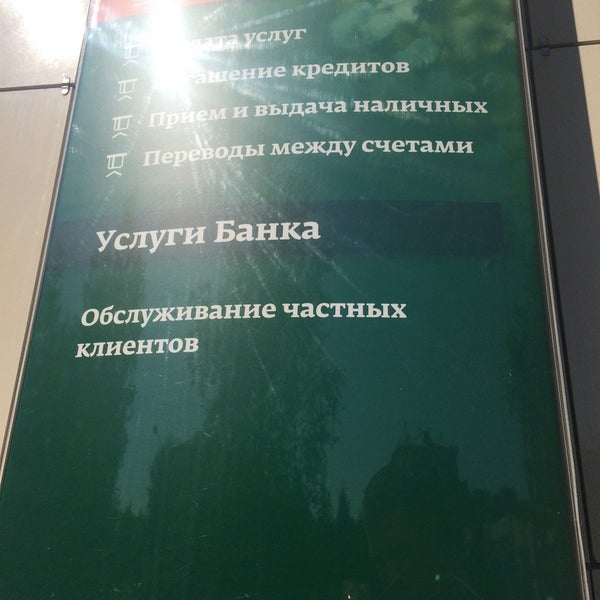 услуг
кредитов
Прием и выдача наличных
Переводы между счетами
Услуги Банка
Обслуживание частных
клиентов